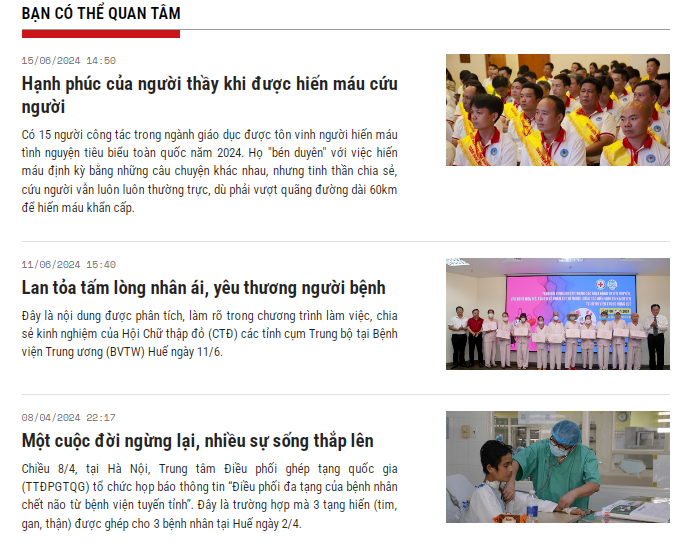 BẠN CÓ THỂ QUAN TÂM
15/06/2024 14:50
Hạnh phúc của người thầy khi được hiến máu cứu
người
Có 15 người công tác trong ngành giáo dục được tôn vinh người hiến máu
tình nguyện tiêu biểu toàn quốc năm 2024. Họ "bén duyên" với việc hiến
máu định kỳ bằng những câu chuyện khác nhau, nhưng tinh thần chia sẻ,
cứu người vẫn luôn luôn thường trực, dù phải vượt quãng đường dài 60km
để hiến máu khẩn cấp.
11/06/2024 15:40
Lan tỏa tấm lòng nhân ái, yêu thương người bệnh
Đây là nội dung được phân tích, làm rõ trong chương trình làm việc, chia
sẻ kinh nghiệm của Hội Chữ thập đỏ (CTĐ) các tỉnh cụm Trung bộ tại Bệnh
viện Trung ương (BVTW) Huế ngày 11/6.
08/04/2024 22:17
Một cuộc đời ngừng lại, nhiều sự sống thắp lên
Chiều 8/4, tại Hà Nội, Trung tâm Điều phối ghép tạng quốc gia
(TTĐPGTQG) tổ chức họp báo thông tin “Điều phối đa tạng của bệnh nhân
chết não từ bệnh viện tuyến tỉnh”. Đây là trường hợp mà 3 tạng hiến (tim,
gan, thận) được ghép cho 3 bệnh nhân tại Huế ngày 2/4.